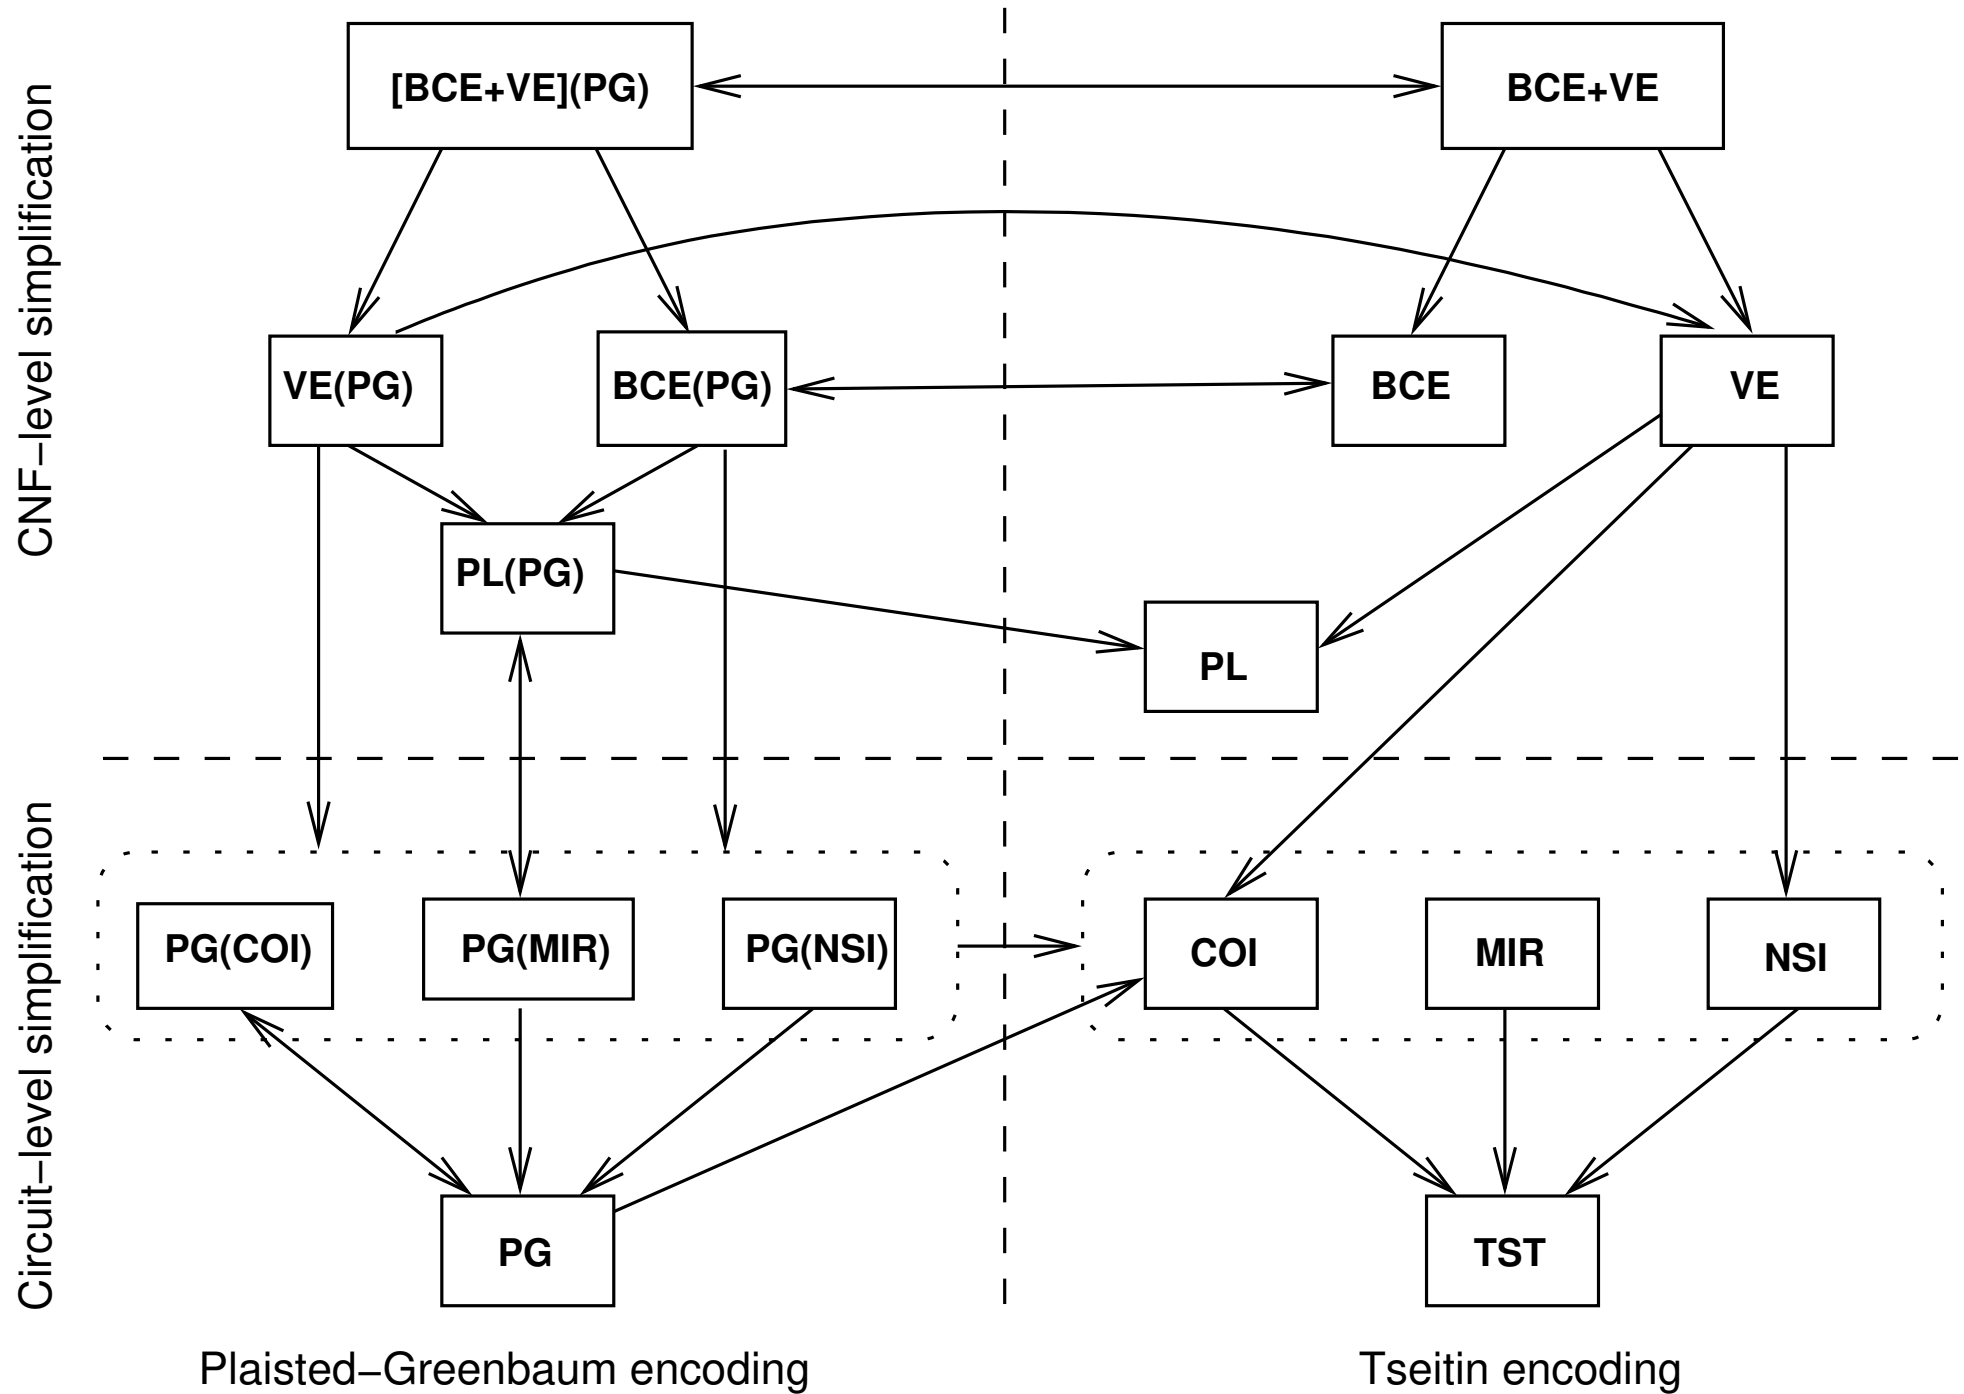 [BCE+VE](PG)
BCE+VE
CNF–level simplification
VE(PG)
BCE(PG)
BCE
VE
PL(PG)
PL
Circuit–level simplification
PG(COI)
PG(MIR)
PG(NSI)
COI
MIR
NSI
PG
TST
Plaisted–Greenbaum encoding
Tseitin encoding